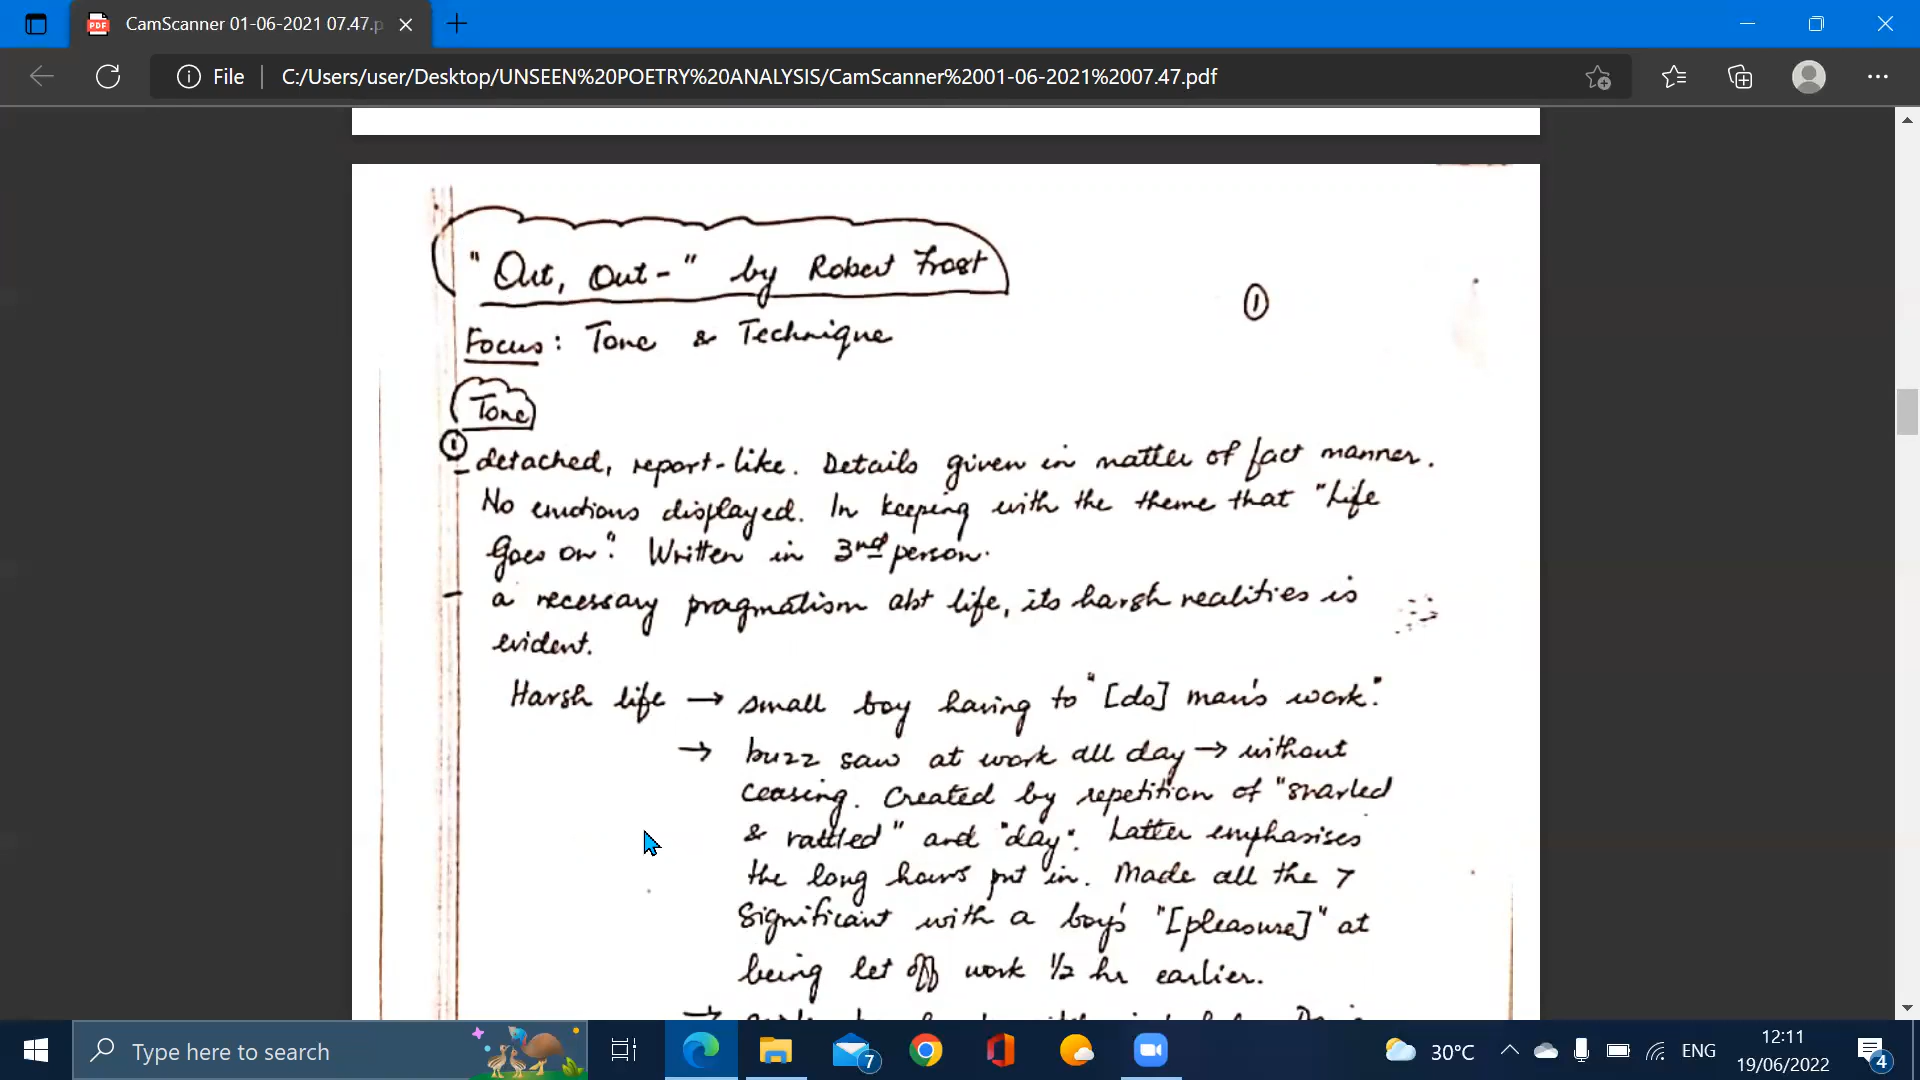 CamScanner 01-06-2021 07.47.p
File
C:/Users/user/Desktop/UNSEEN%20POETRY%20ANALYSIS/CamScanner%2001-06-2021%2007.47.pdf
"Out, Out-" by Robert Frost
①
Focus: Tone & Technique
Tone
①
- detached, report-like. Details given in matter of fact manner.
No emotions displayed. In keeping with the theme that "Life
Goes on". Written in 3rd person.
- a necessary pragmatism abt life, its harsh realities is
evident.
Harsh life → small boy having to "[do] man's work".
→ buzz saw at work all day → without
ceasing. Created by repetition of "snarled
& rattled" and "day". Latter emphasises
the long hours put in. Made all the >
significant with a boy's "[pleasure]" at
being let off work 1/2 hr earlier.
Type here to search
7
30°C
ENG
12:11
19/06/2022
4